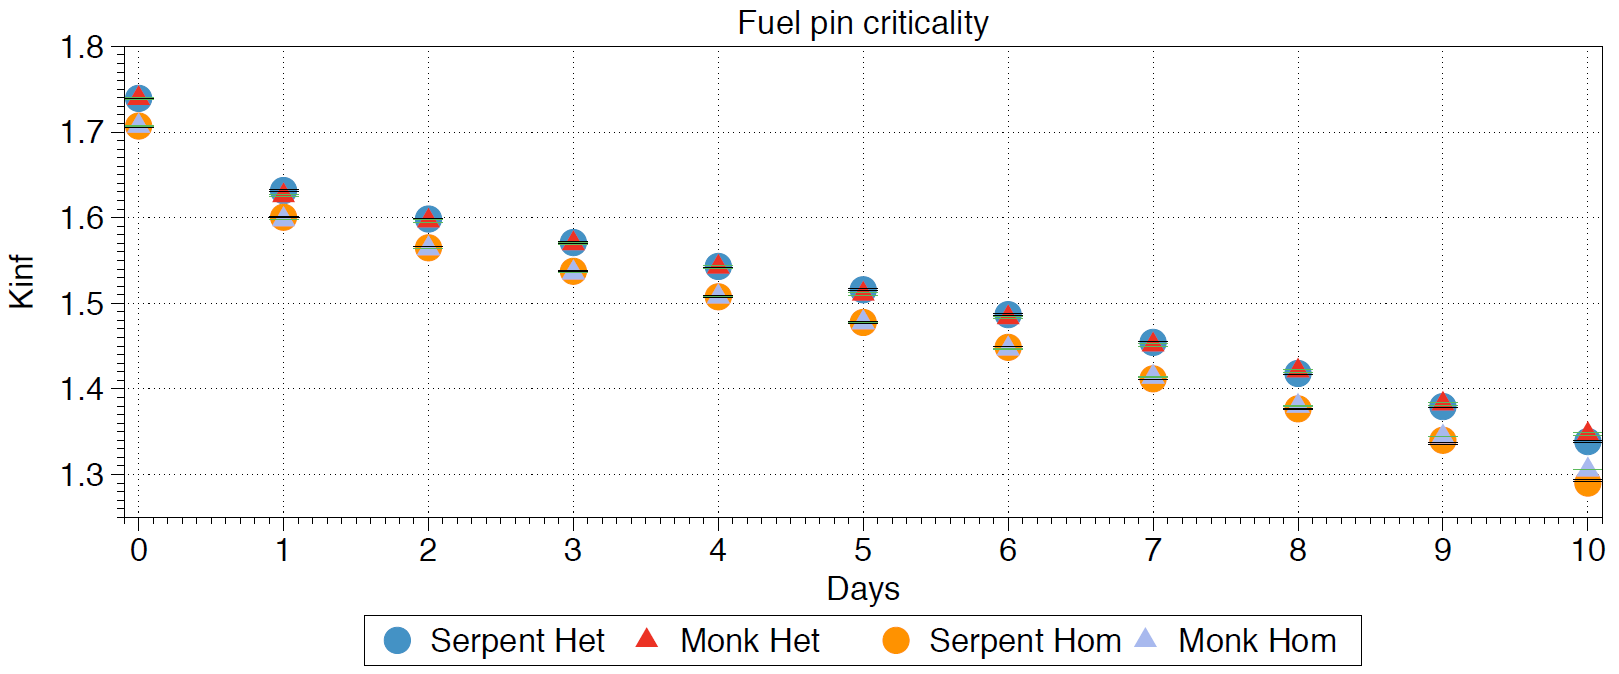 Fuel pin criticality
1.8
1.7
1.6
1.5
1.4
1.3
Kinf
0 1 2 3 4 5 6 7 8 9 10
Days
Serpent Het Monk Het Serpent Hom Monk Hom